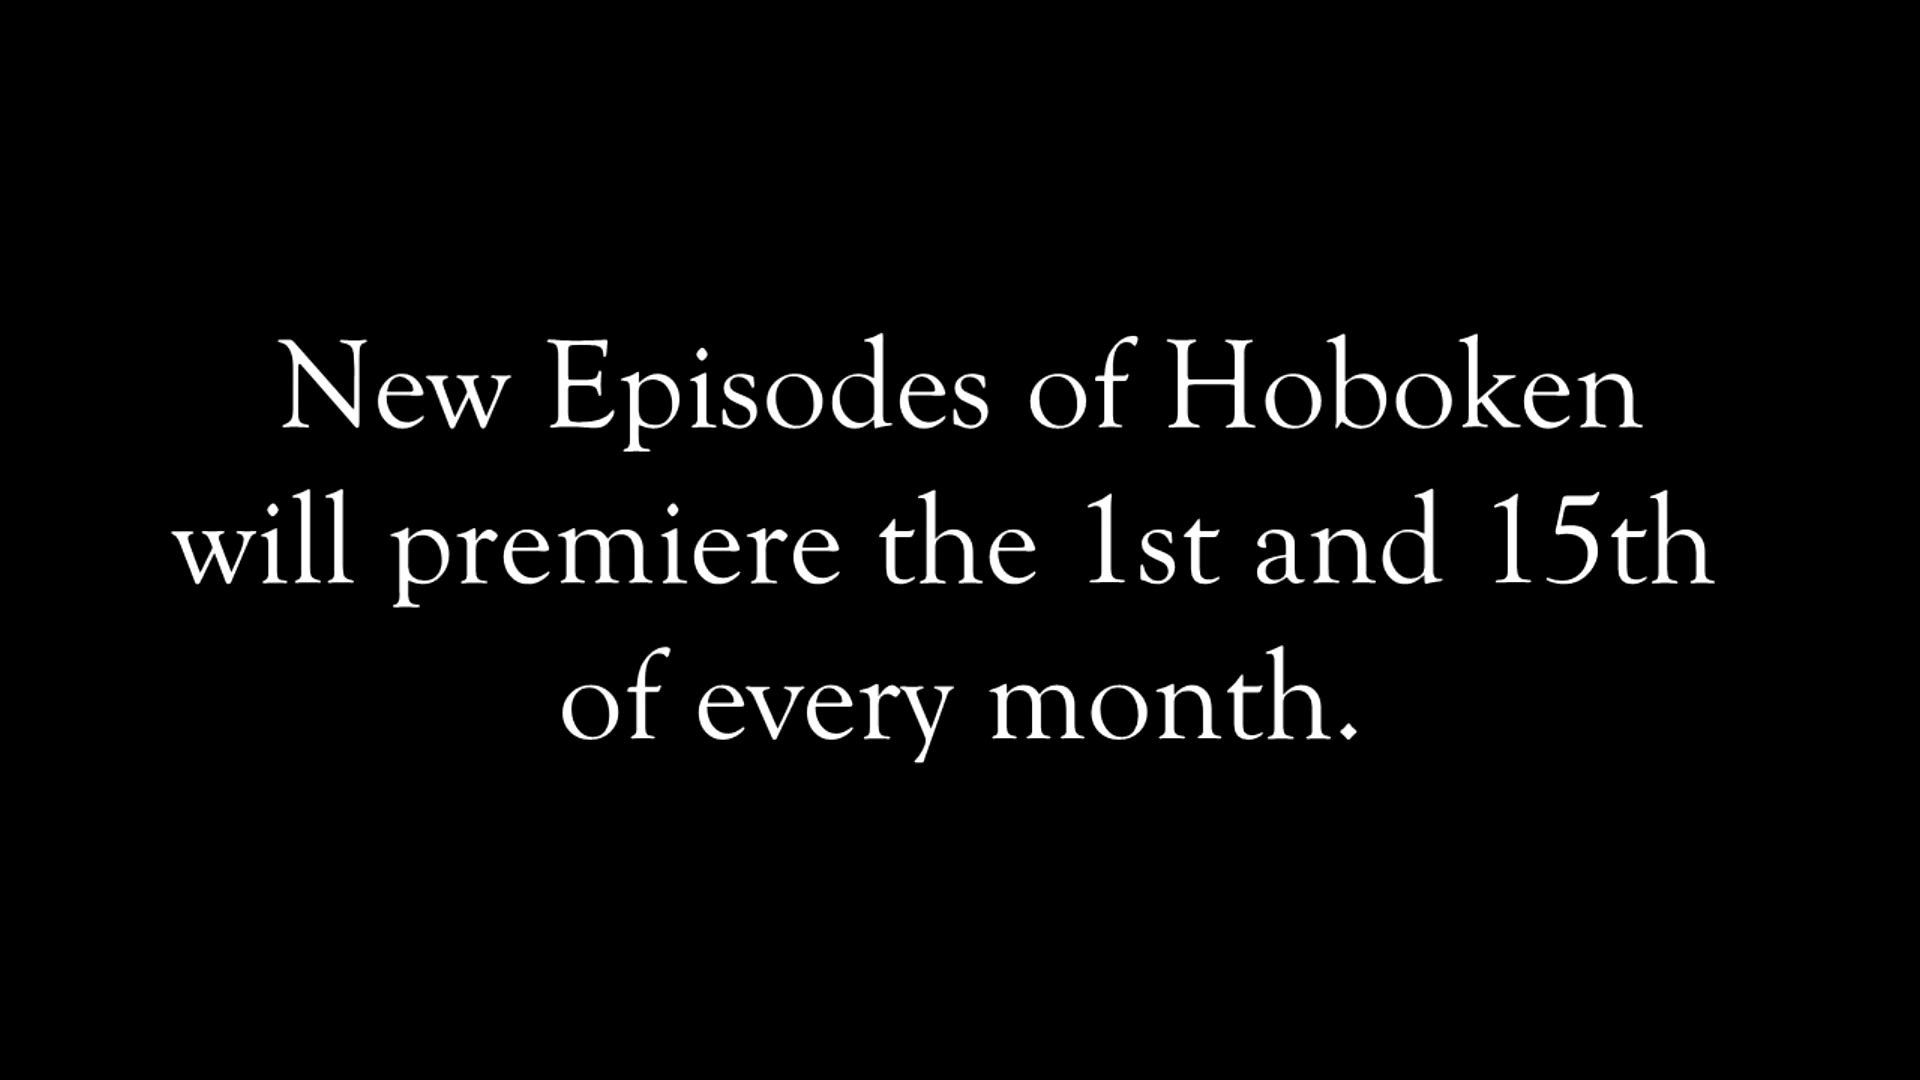 New Episodes of Hoboken
will premiere the 1st and 15th
of every month.